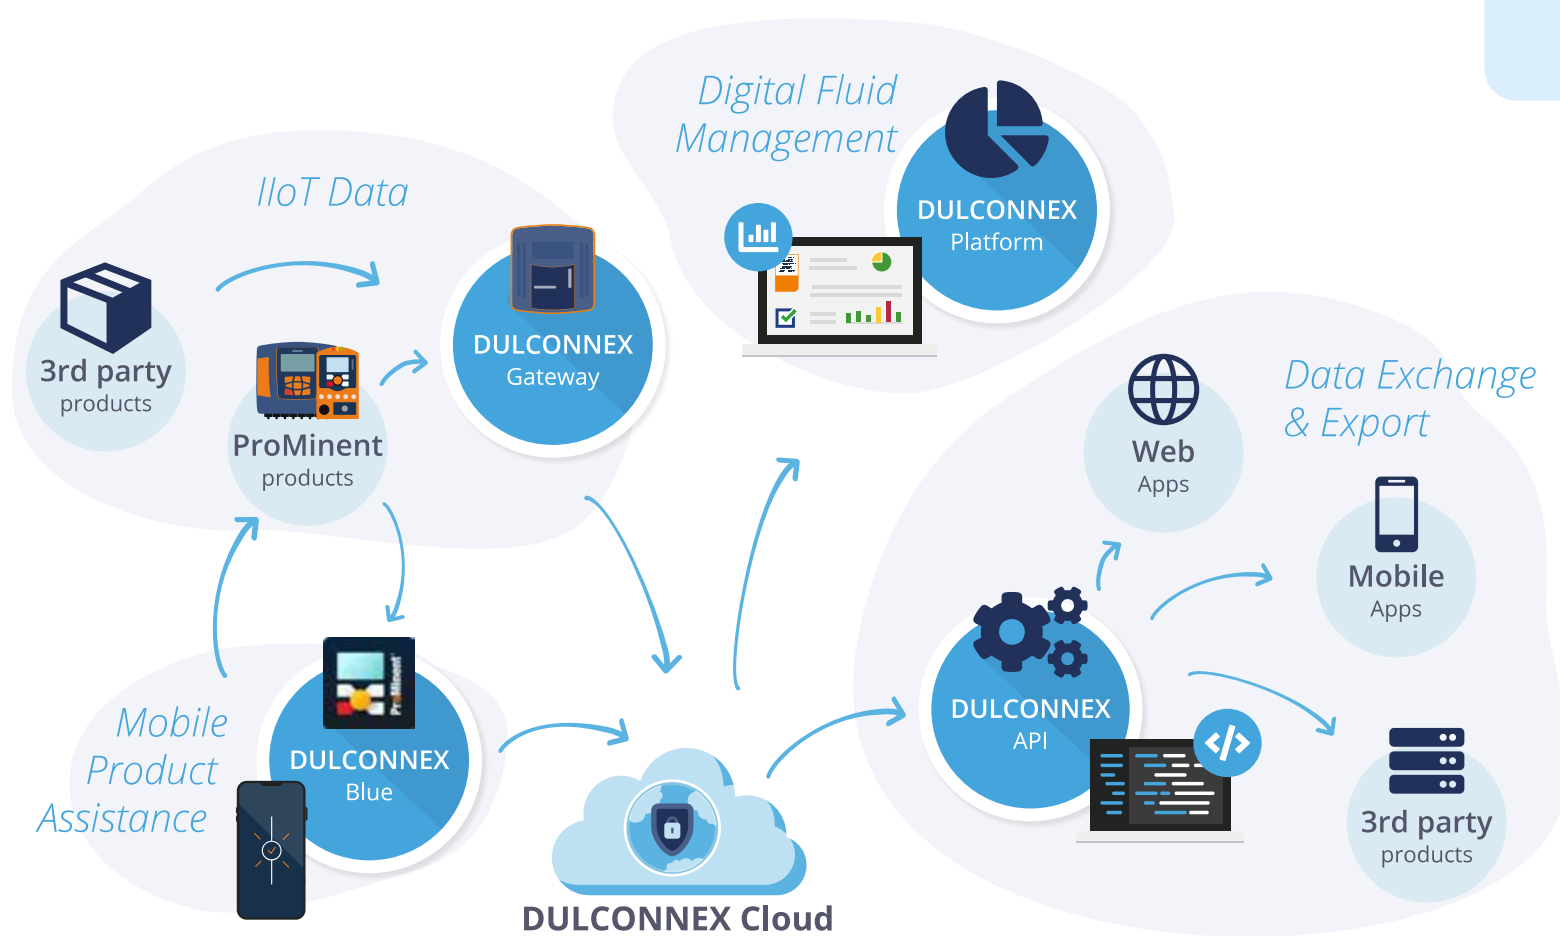 Digital Fluid
Management
DULCONNEX
Platform
IIoT Data
3rd party
products
ProMinent
products
DULCONNEX
Gateway
Data Exchange
& Export
Web
Apps
Mobile
Apps
DULCONNEX
API
</>
3rd party
products
Mobile
Product
Assistance
ProMinent®
DULCONNEX
Blue
DULCONNEX Cloud